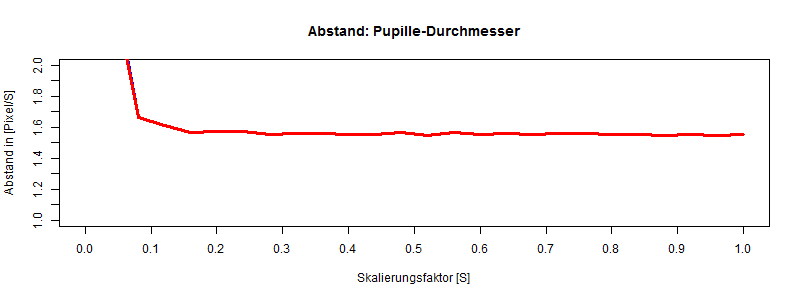 Abstand: Pupille-Durchmesser
Abstand in [Pixel/S]
2.0
1.8
1.6
1.4
1.2
1.0
0.0 0.1 0.2 0.3 0.4 0.5 0.6 0.7 0.8 0.9 1.0
Skalierungsfaktor [S]